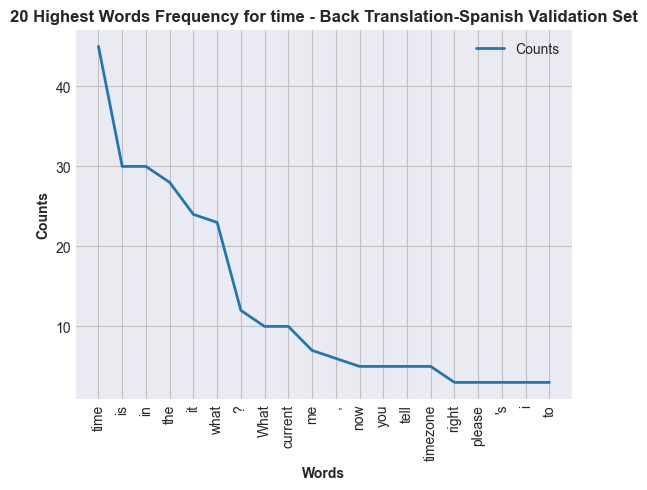 20 Highest Words Frequency for time - Back Translation-Spanish Validation Set
Counts
40
30
20
10
Counts
time
is
in
the
it
what
?
What
current
me
,
now
you
tell
timezone
right
please
's
i
to
Words